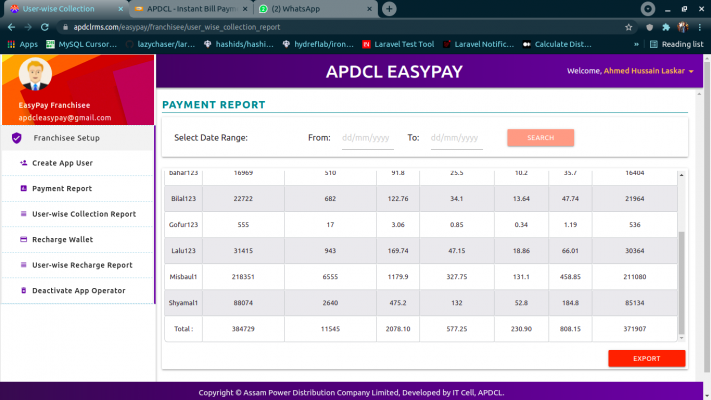 User-wise Collection
APDCL - Instant Bill Paym
(2) WhatsApp
apdclrms.com/easypay/franchisee/user_wise_collection_report
Apps
MySQL Cursor...
lazychaser/lar...
hashids/hashi...
hydreflab/iron...
Laravel Test Tool
Laravel Notific...
Calculate Dist...
»
Reading list
EasyPay Franchisee
apdcleasypay@gmail.com
Franchisee Setup
Create App User
Payment Report
User-wise Collection Report
Recharge Wallet
User-wise Recharge Report
Deactivate App Operator
APDCL EASYPAY
Welcome, Ahmed Hussain Laskar
PAYMENT REPORT
Select Date Range: From: dd/mm/yyyy To: dd/mm/yyyy SEARCH
bahar123 16969 510 91.8 25.5 10.2 35.7 16404
Bilal123 22722 682 122.76 34.1 13.64 47.74 21964
Gofur123 555 17 3.06 0.85 0.34 1.19 536
Lalu123 31415 943 169.74 47.15 18.86 66.01 30364
Misbaul1 218351 6555 1179.9 327.75 131.1 458.85 211080
Shyamal1 88074 2640 475.2 132 52.8 184.8 85134
Total : 384729 11545 2078.10 577.25 230.90 808.15 371907
EXPORT
Copyright © Assam Power Distribution Company Limited, Developed by IT Cell, APDCL.